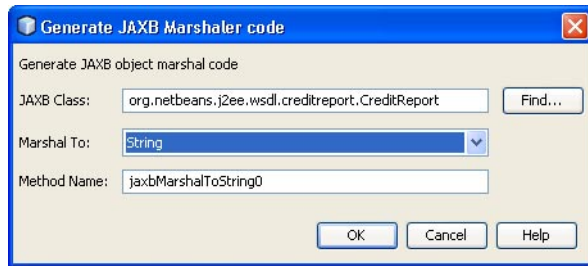 Generate JAXB Marshaler code
Generate JAXB object marshal code
JAXB Class: org.netbeans.j2ee.wsdl.creditreport.CreditReport Find...
Marshal To: String
Method Name: jaxbMarshalToString0
OK Cancel Help